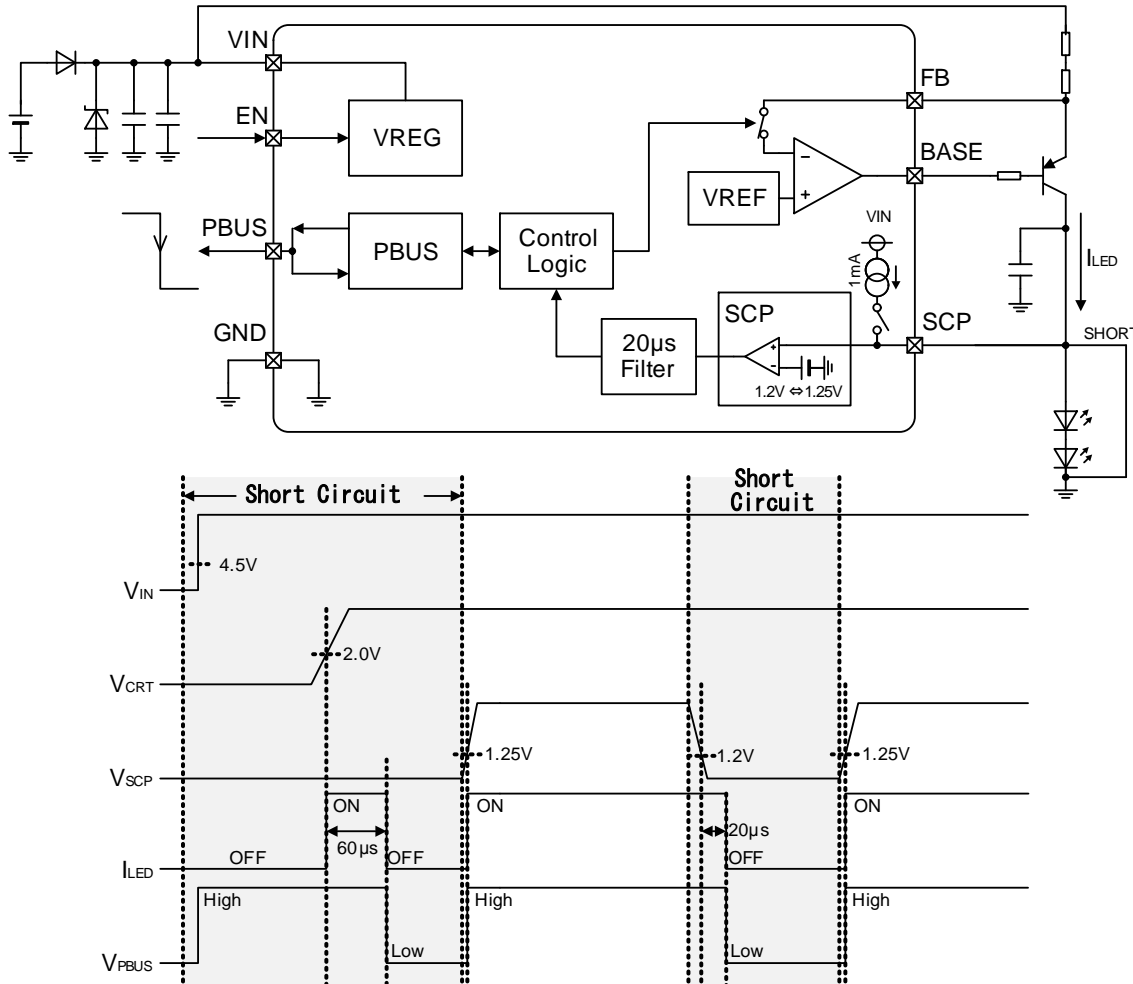 VIN
FB
EN
VREG
BASE
VREF
VIN
PBUS
PBUS
Control
Logic
1mA
ILED
GND
SCP
SCP
SHORT
20µs
Filter
1.2V ⇔1.25V
Short Circuit
Short
Circuit
4.5V
VIN
2.0V
VCRT
1.25V
1.2V
1.25V
VSCP
ON
ON
ON
60µs
20µs
OFF
OFF
OFF
ILED
High
High
High
Low
Low
VPBUS